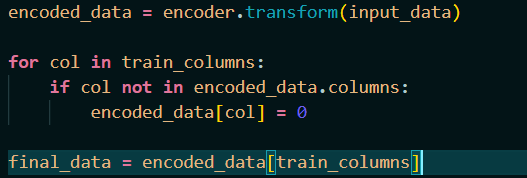 encoded_data = encoder.transform(input_data)
for col in train_columns:
    if col not in encoded_data.columns:
        encoded_data[col] = 0
final_data = encoded_data[train_columns]